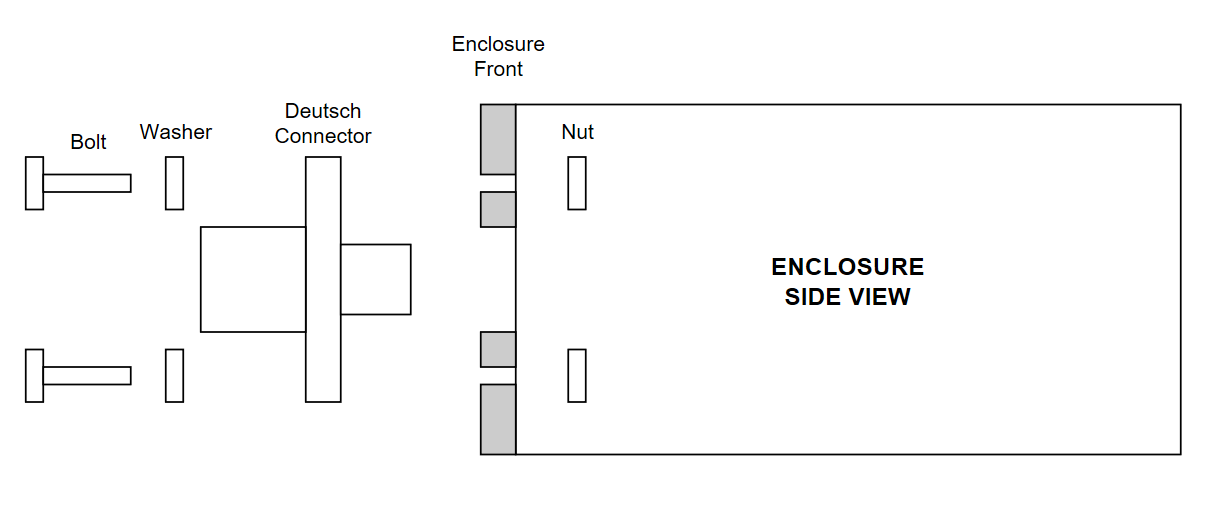 Enclosure
Front
Deutsch
Connector
Bolt
Washer
Nut
ENCLOSURE
SIDE VIEW